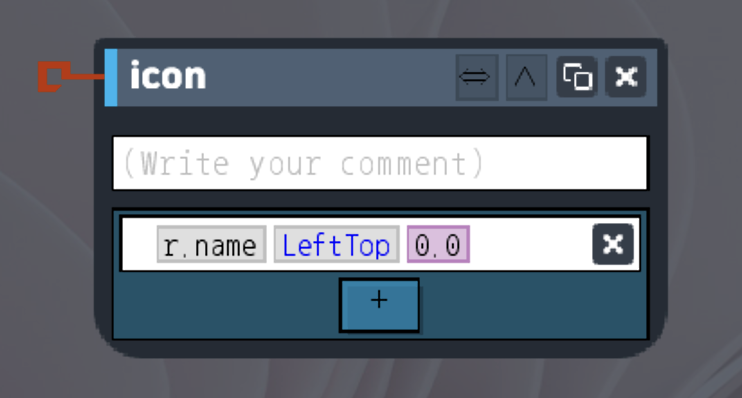 icon
(Write your comment)
r.name LeftTop 0.0
+